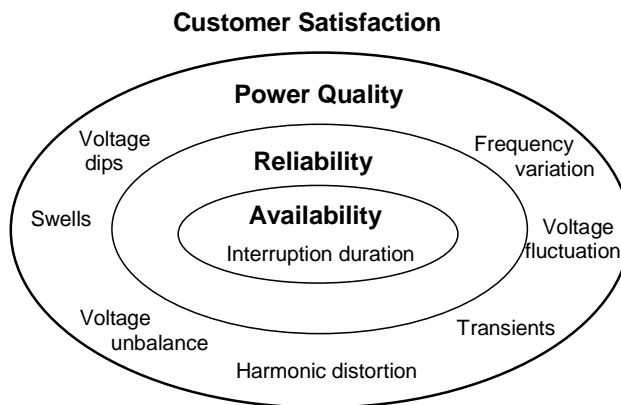 Customer Satisfaction
Power Quality
Voltage
dips
Frequency
variation
Reliability
Swells
Availability
Interruption duration
Voltage
fluctuation
Voltage
unbalance
Transients
Harmonic distortion